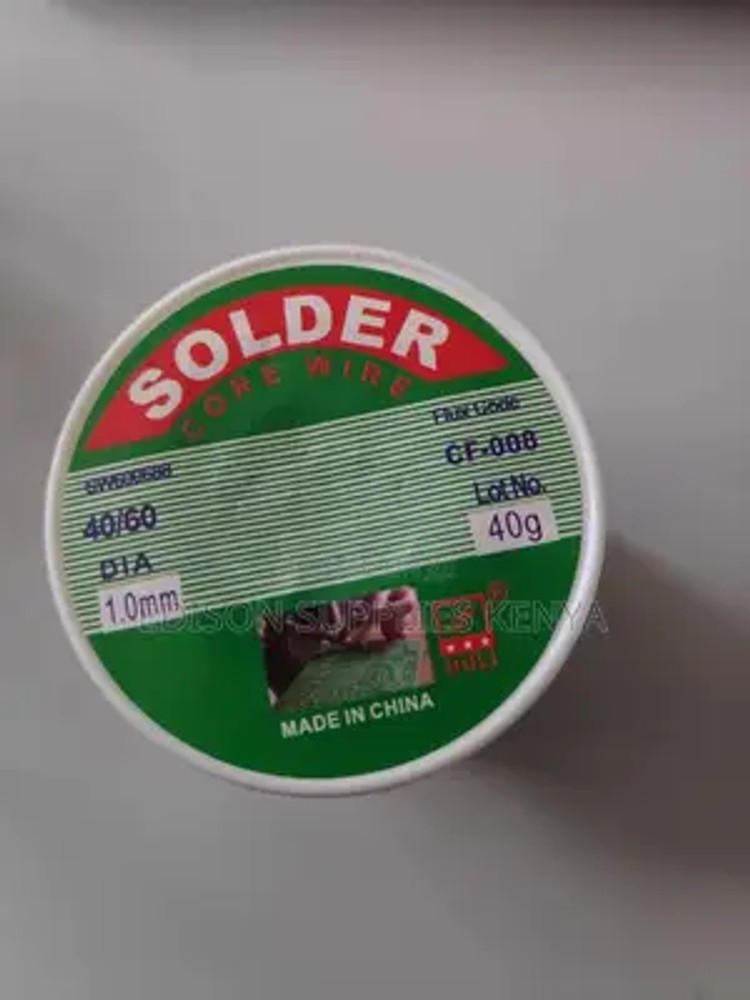 SOLDER
CORE WIRE
Flux Code
CF-008
40/60
Lot No.
40g
DIA
1.0mm
EDISON SUPPLIES KENYA
MADE IN CHINA